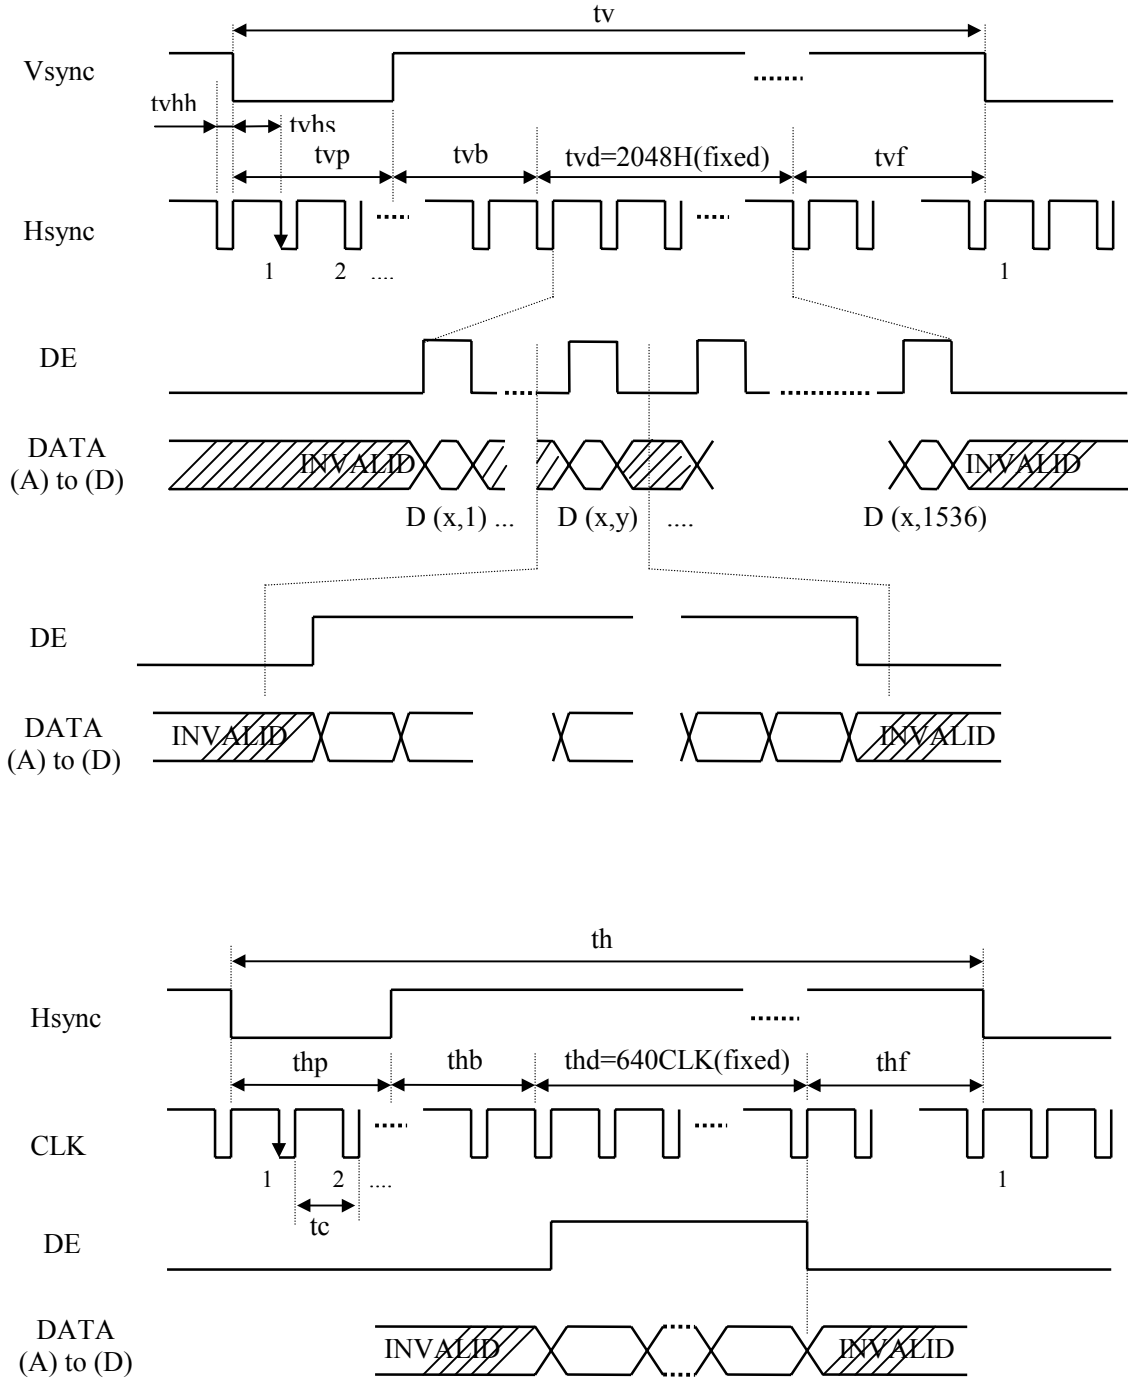 tv
Vsync
tvhh
tvhs
tvp tvb tvd=2048H(fixed) tvf
Hsync
1 2 .... 1
DE
DATA
(A) to (D)
INVALID INVALID
D (x,1) ... D (x,y) .... D (x,1536)
DE
DATA
(A) to (D)
INVALID INVALID
th
Hsync
thp thb thd=640CLK(fixed) thf
CLK
1 2 .... 1
tc
DE
DATA
(A) to (D)
INVALID INVALID